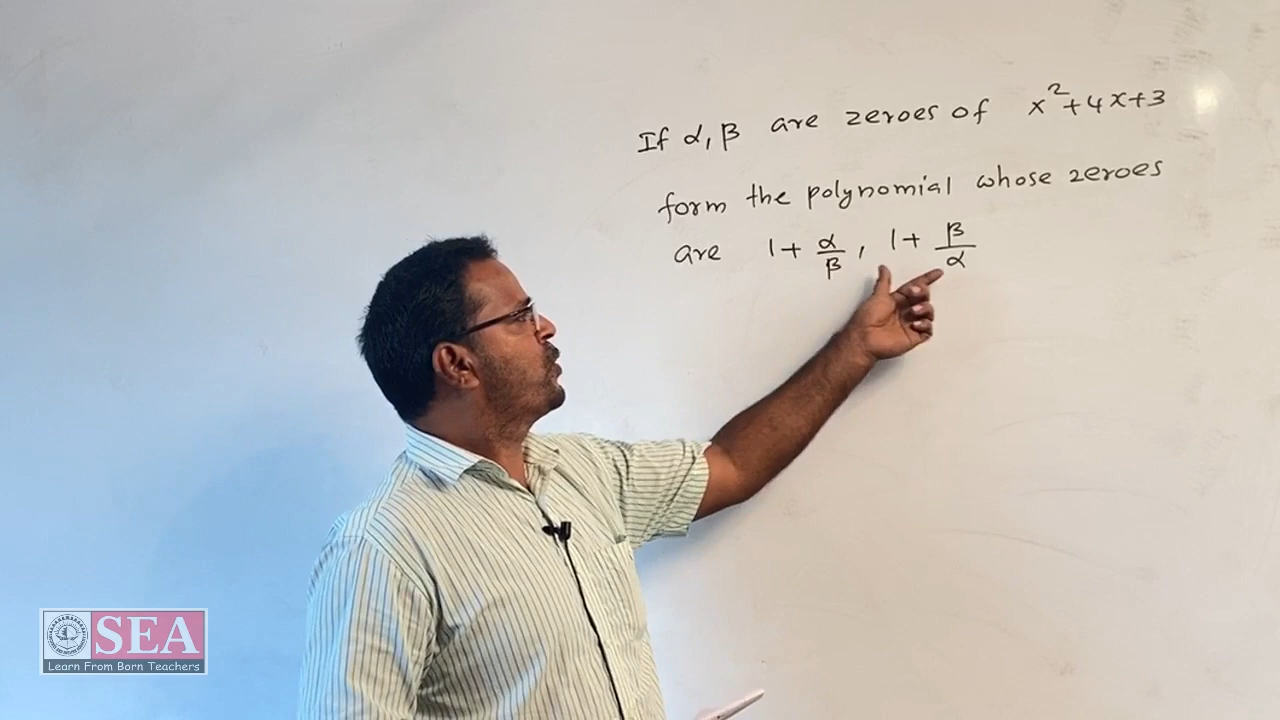 If α, β are zeroes of x²+4x+3
form the polynomial whose zeroes
are 1+ α/β, 1+ β/α
SEA
Learn From Born Teachers